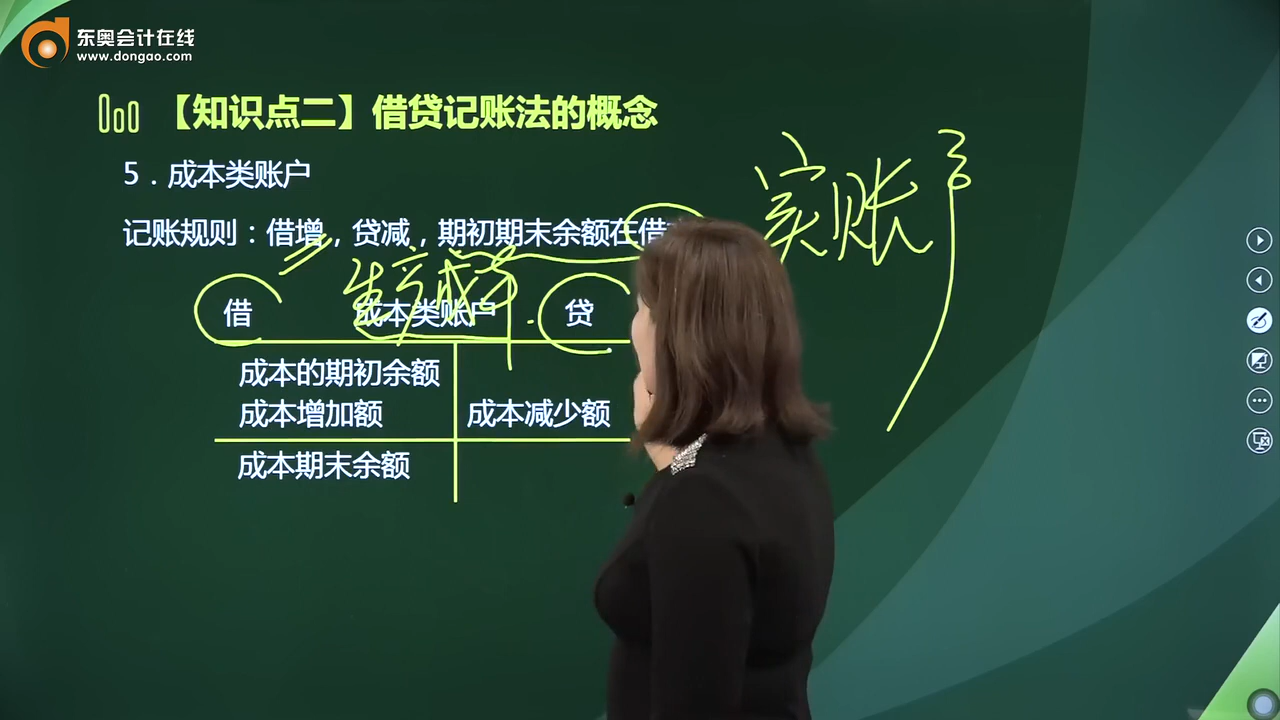 东奥会计在线
www.dongao.com
【知识点二】借贷记账法的概念
5．成本类账户
记账规则：借增，贷减，期初期末余额在借
实账户
生产成本
借 成本类账户 贷
成本的期初余额
成本增加额 成本减少额
成本期末余额